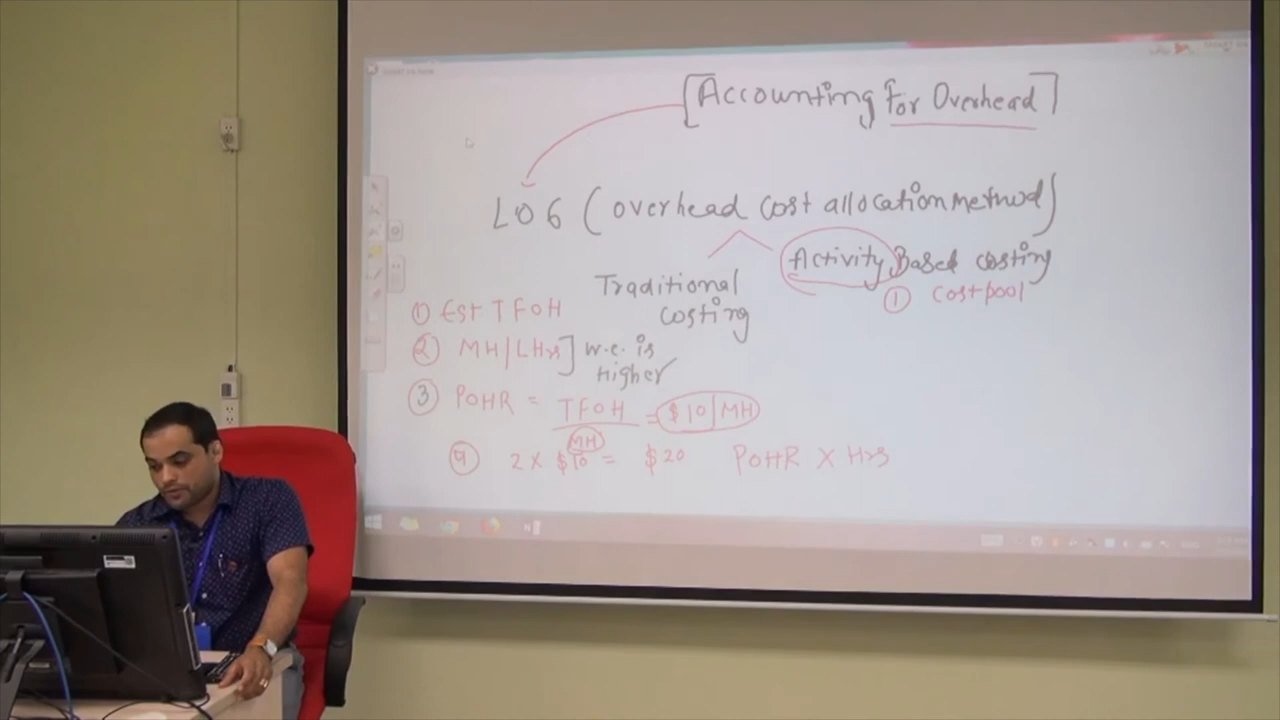 [Accounting For Overhead]
LO6 (overhead cost allocation method)
Activity Based costing
Traditional
costing
① cost pool
① Est TFOH
② MH/LHrs] w.e. is
Higher
③ POHR = TFOH = $10/MH
MH
④ 2 x $10 = $20 POHR x Hrs